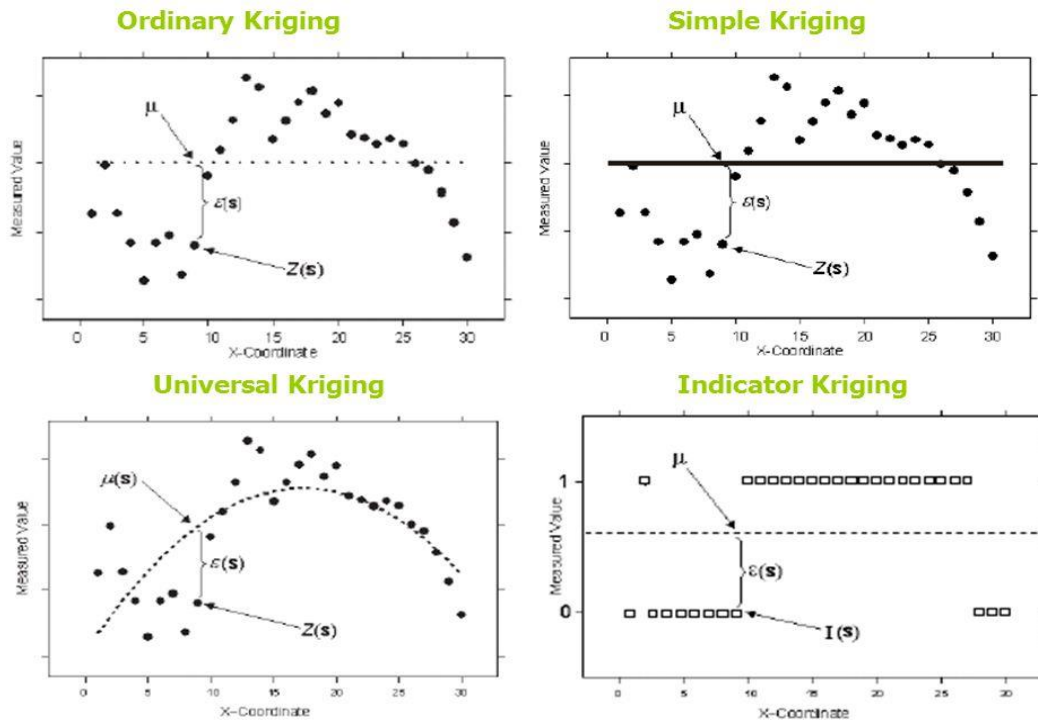 Ordinary Kriging
Measured Value
μ
ε(s)
Z(s)
0 5 10 15 20 25 30
X-Coordinate
Simple Kriging
Measured Value
μ
ε(s)
Z(s)
0 5 10 15 20 25 30
X-Coordinate
Universal Kriging
Measured Value
μ(s)
ε(s)
Z(s)
0 5 10 15 20 25 30
X-Coordinate
Indicator Kriging
Measured Value
1
μ
ε(s)
0
I(s)
0 5 10 15 20 25 30
X-Coordinate